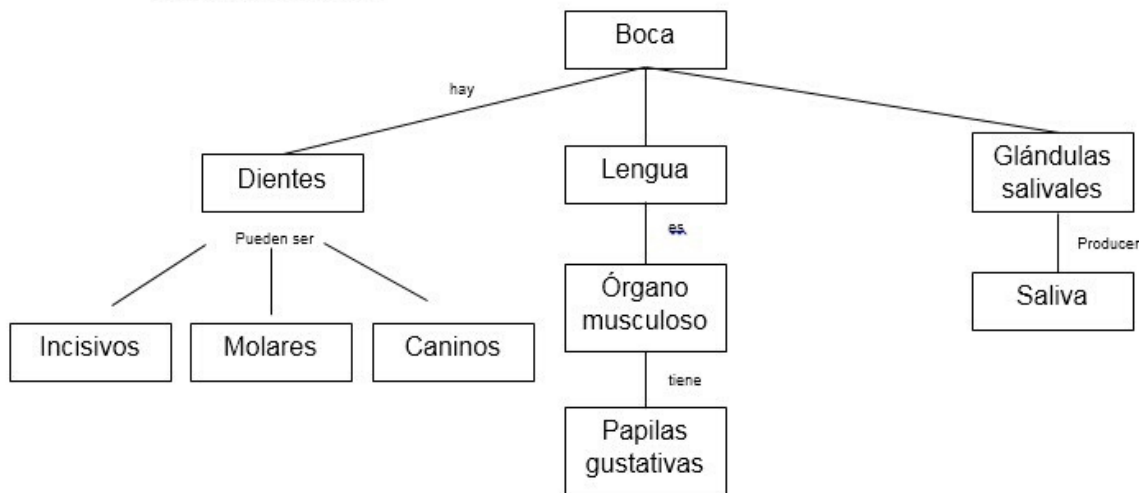 Boca
hay
Dientes
Lengua
Glándulas
salivales
Pueden ser
es
Producen
Incisivos
Molares
Caninos
Órgano
musculoso
Saliva
tiene
Papilas
gustativas